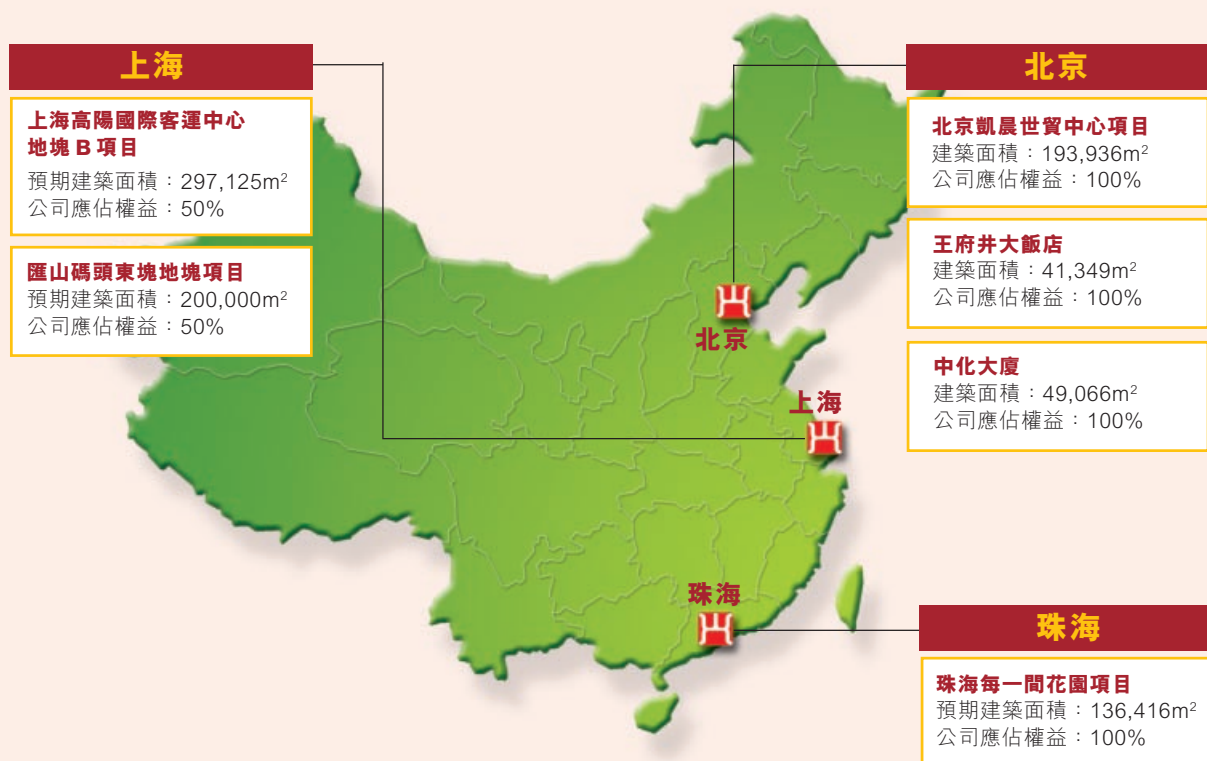 上海
上海高陽國際客運中心
地塊B項目
預期建築面積：297,125m²
公司應佔權益：50%
匯山碼頭東塊地塊項目
預期建築面積：200,000m²
公司應佔權益：50%
北京
北京凱晨世貿中心項目
建築面積：193,936m²
公司應佔權益：100%
王府井大飯店
建築面積：41,349m²
公司應佔權益：100%
中化大廈
建築面積：49,066m²
公司應佔權益：100%
北京
上海
珠海
珠海
珠海每一間花園項目
預期建築面積：136,416m²
公司應佔權益：100%